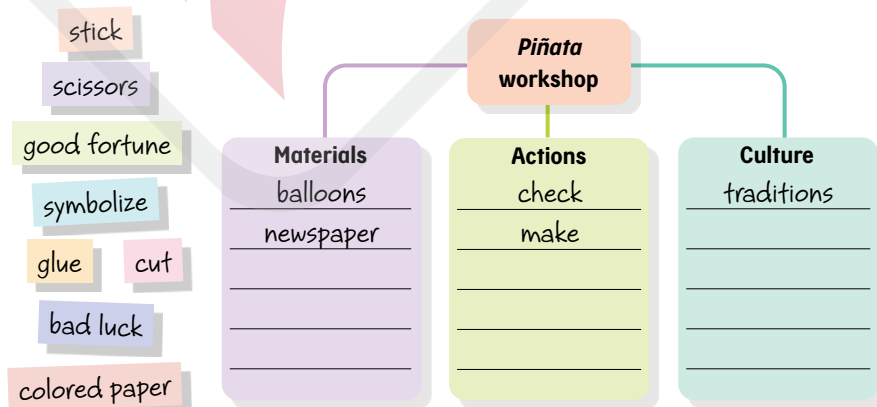 stick
scissors
good fortune
symbolize
glue
cut
bad luck
colored paper
Piñata
workshop
Materials
balloons
newspaper
Actions
check
make
Culture
traditions